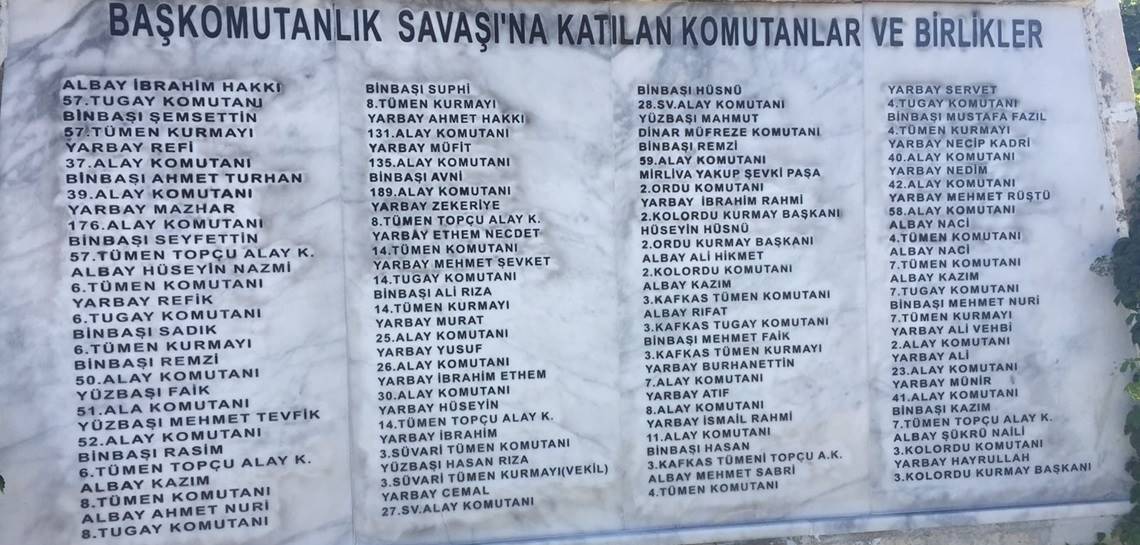 BAŞKOMUTANLIK SAVAŞI'NA KATILAN KOMUTANLAR VE BİRLİKLER
ALBAY İBRAHİM HAKKI
57.TUGAY KOMUTANI
BİNBAŞI ŞEMSETTİN
57.TÜMEN KURMAYI
YARBAY REFİ
37.ALAY KOMUTANI
BİNBAŞI AHMET TURHAN
39.ALAY KOMUTANI
YARBAY MAZHAR
176.ALAY KOMUTANI
BİNBAŞI SEYFETTİN
57.TÜMEN TOPÇU ALAY K.
ALBAY HÜSEYİN NAZMİ
6.TÜMEN KOMUTANI
YARBAY REFİK
6.TUGAY KOMUTANI
BİNBAŞI SADIK
6.TÜMEN KURMAYI
BİNBAŞI REMZİ
50.ALAY KOMUTANI
YÜZBAŞI FAİK
51.ALA KOMUTANI
YÜZBAŞI MEHMET TEVFİK
52.ALAY KOMUTANI
BİNBAŞI RASİM
6.TÜMEN TOPÇU ALAY K.
ALBAY KAZIM
8.TÜMEN KOMUTANI
ALBAY AHMET NURİ
8.TUGAY KOMUTANI
BİNBAŞI SUPHİ
8.TÜMEN KURMAYI
YARBAY AHMET HAKKI
131.ALAY KOMUTANI
YARBAY MÜFİT
135.ALAY KOMUTANI
BİNBAŞI AVNİ
189.ALAY KOMUTANI
YARBAY ZEKERİYE
8.TÜMEN TOPÇU ALAY K.
YARBAY ETHEM NECDET
14.TÜMEN KOMUTANI
YARBAY MEHMET ŞEVKET
14.TUGAY KOMUTANI
BİNBAŞI ALİ RIZA
14.TÜMEN KURMAYI
YARBAY MURAT
25.ALAY KOMUTANI
YARBAY YUSUF
26.ALAY KOMUTANI
YARBAY İBRAHİM ETHEM
30.ALAY KOMUTANI
YARBAY HÜSEYİN
14.TÜMEN TOPÇU ALAY K.
YARBAY İBRAHİM
3.SÜVARİ TÜMEN KOMUTANI
YÜZBAŞI HASAN RIZA
3.SÜVARİ TÜMEN KURMAYI(VEKİL)
YARBAY CEMAL
27.SV.ALAY KOMUTANI
BİNBAŞI HÜSNÜ
28.SV.ALAY KOMUTANI
YÜZBAŞI MAHMUT
DİNAR MÜFREZE KOMUTANI
BİNBAŞI REMZİ
59.ALAY KOMUTANI
MİRLİVA YAKUP ŞEVKİ PAŞA
2.ORDU KOMUTANI
YARBAY İBRAHİM RAHMİ
2.KOLORDU KURMAY BAŞKANI
HÜSEYİN HÜSNÜ
2.ORDU KURMAY BAŞKANI
ALBAY ALİ HİKMET
2.KOLORDU KOMUTANI
ALBAY KAZIM
3.KAFKAS TÜMEN KOMUTANI
ALBAY RIFAT
3.KAFKAS TUGAY KOMUTANI
BİNBAŞI MEHMET FAİK
3.KAFKAS TÜMEN KURMAYI
YARBAY BURHANETTİN
7.ALAY KOMUTANI
YARBAY ATIF
8.ALAY KOMUTANI
YARBAY İSMAİL RAHMİ
11.ALAY KOMUTANI
BİNBAŞI HASAN
3.KAFKAS TÜMENİ TOPÇU A.K.
ALBAY MEHMET SABRİ
4.TÜMEN KOMUTANI
YARBAY SERVET
4.TUGAY KOMUTANI
BİNBAŞI MUSTAFA FAZIL
4.TÜMEN KURMAYI
YARBAY NECİP KADRİ
40.ALAY KOMUTANI
YARBAY NEDİM
42.ALAY KOMUTANI
YARBAY MEHMET RÜŞTÜ
58.ALAY KOMUTANI
ALBAY NACİ
4.TÜMEN KOMUTANI
ALBAY NACİ
7.TÜMEN KOMUTANI
ALBAY KAZIM
7.TUGAY KOMUTANI
BİNBAŞI MEHMET NURİ
7.TÜMEN KURMAYI
YARBAY ALİ VEHBİ
2.ALAY KOMUTANI
YARBAY ALİ
23.ALAY KOMUTANI
YARBAY MÜNİR
41.ALAY KOMUTANI
BİNBAŞI KAZIM
7.TÜMEN TOPÇU ALAY K.
ALBAY ŞÜKRÜ NAİLİ
3.KOLORDU KOMUTANI
YARBAY HAYRULLAH
3.KOLORDU KURMAY BAŞKANI